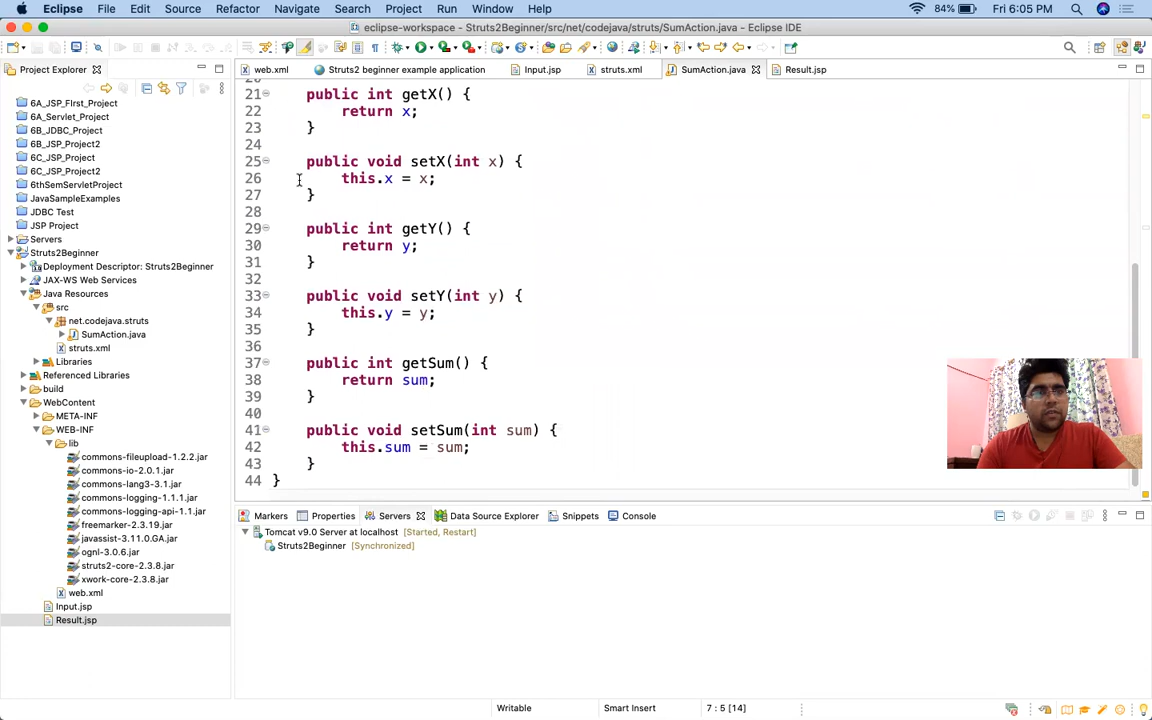 Eclipse File Edit Source Refactor Navigate Search Project Run Window Help 84% Fri 6:05 PM
eclipse-workspace - Struts2Beginner/src/net/codejava/struts/SumAction.java - Eclipse IDE
Project Explorer
web.xml Struts2 beginner example application Input.jsp struts.xml SumAction.java Result.jsp
6A_JSP_FIrst_Project
6A_Servlet_Project
6B_JDBC_Project
6B_JSP_Project2
6C_JSP_Project
6C_JSP_Project2
6thSemServletProject
JavaSampleExamples
JDBC Test
JSP Project
Servers
Struts2Beginner
Deployment Descriptor: Struts2Beginner
JAX-WS Web Services
Java Resources
src
net.codejava.struts
SumAction.java
struts.xml
Libraries
Referenced Libraries
build
WebContent
META-INF
WEB-INF
lib
commons-fileupload-1.2.2.jar
commons-io-2.0.1.jar
commons-lang3-3.1.jar
commons-logging-1.1.1.jar
commons-logging-api-1.1.jar
freemarker-2.3.19.jar
javassist-3.11.0.GA.jar
ognl-3.0.6.jar
struts2-core-2.3.8.jar
xwork-core-2.3.8.jar
web.xml
Input.jsp
Result.jsp
20
21 public int getX() {
22 return x;
23 }
24
25 public void setX(int x) {
26 this.x = x;
27 }
28
29 public int getY() {
30 return y;
31 }
32
33 public void setY(int y) {
34 this.y = y;
35 }
36
37 public int getSum() {
38 return sum;
39 }
40
41 public void setSum(int sum) {
42 this.sum = sum;
43 }
44 }
Markers Properties Servers Data Source Explorer Snippets Console
Tomcat v9.0 Server at localhost [Started, Restart]
Struts2Beginner [Synchronized]
Writable Smart Insert 7 : 5 [14]